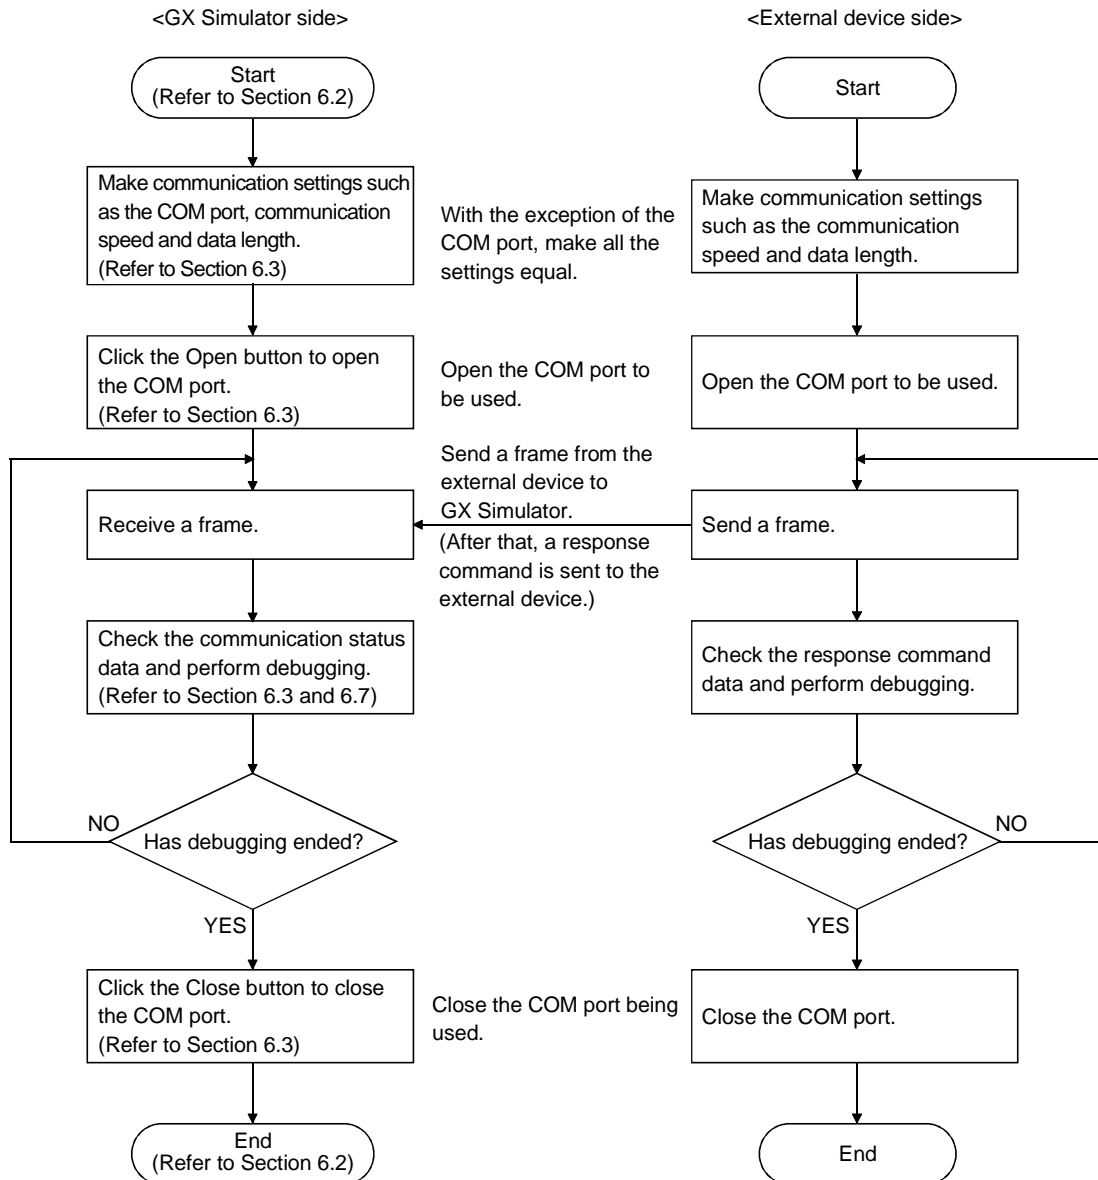 <GX Simulator side>
<External device side>
Start
(Refer to Section 6.2)
Start
Make communication settings such
as the COM port, communication
speed and data length.
(Refer to Section 6.3)
With the exception of the
COM port, make all the
settings equal.
Make communication settings
such as the communication
speed and data length.
Click the Open button to open
the COM port.
(Refer to Section 6.3)
Open the COM port to
be used.
Open the COM port to be used.
Send a frame from the
external device to
GX Simulator.
(After that, a response
command is sent to the
external device.)
Receive a frame.
Send a frame.
Check the communication status
data and perform debugging.
(Refer to Section 6.3 and 6.7)
Check the response command
data and perform debugging.
NO
Has debugging ended?
YES
Has debugging ended?
NO
YES
Click the Close button to close
the COM port.
(Refer to Section 6.3)
Close the COM port being
used.
Close the COM port.
End
(Refer to Section 6.2)
End